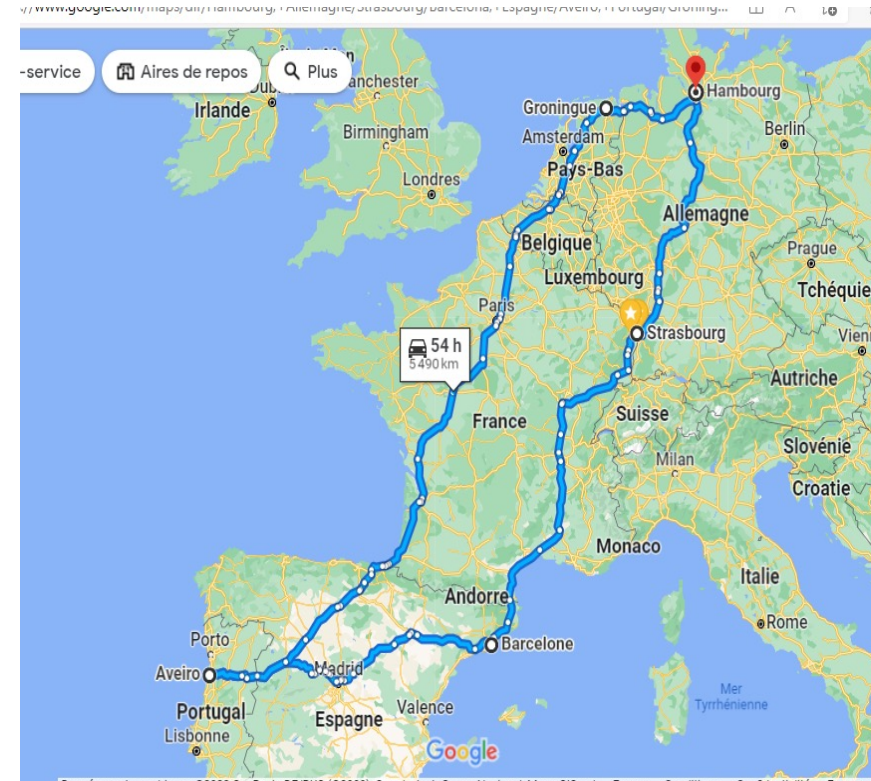 ://www.google.com/maps/dir/Hambourg,+Allemagne/Strasbourg/Barcelona,+Espagne/Aveiro,+Portugal/Groning...
-service
Aires de repos
Plus
anchester
Irlande
Birmingham
Londres
Groningue
Hambourg
Amsterdam
Berlin
Pays-Bas
Allemagne
Belgique
Prague
Luxembourg
Tchéquie
Paris
Strasbourg
Vien
54 h
5 490 km
Autriche
France
Suisse
Milan
Slovénie
Croatie
Monaco
Italie
Andorre
Rome
Porto
Barcelone
Aveiro
Madrid
Mer
Tyrrhénienne
Portugal
Espagne
Valence
Lisbonne
Google